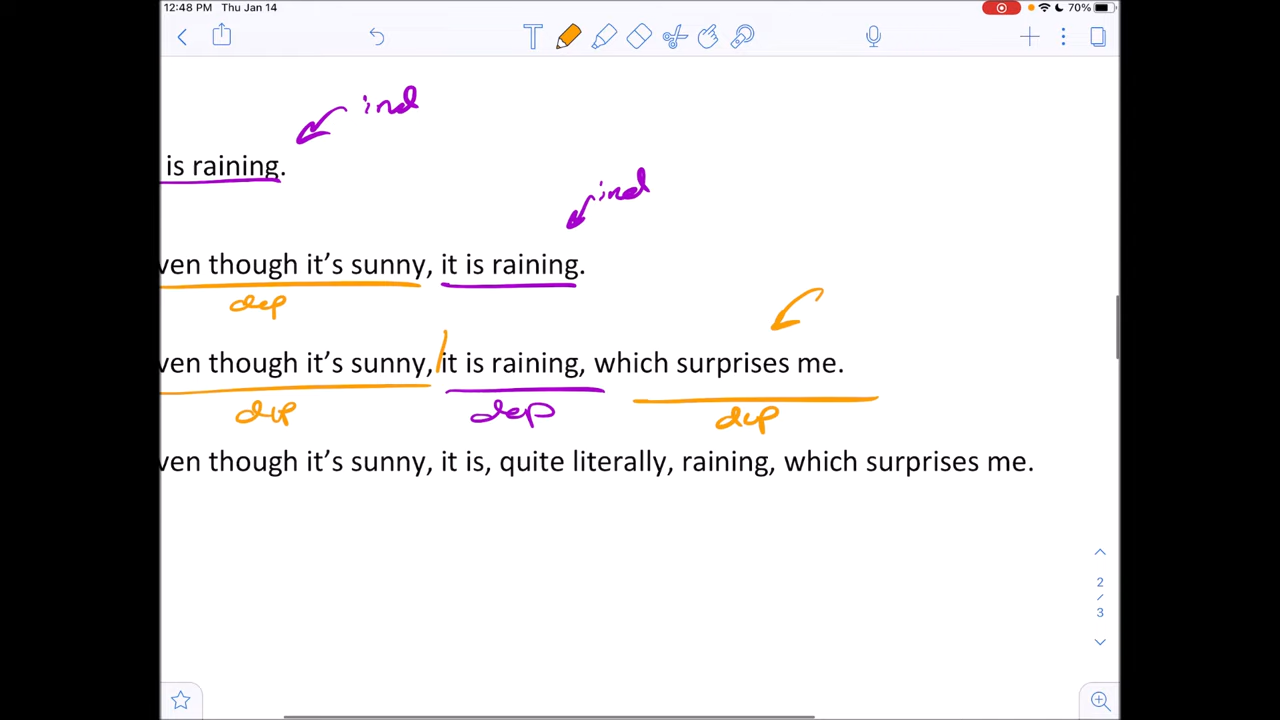 12:48 PM Thu Jan 14
70%
T
ind
is raining.
ind
ven though it's sunny, it is raining.
dep
ven though it's sunny, it is raining, which surprises me.
dep dep dep
ven though it's sunny, it is, quite literally, raining, which surprises me.
2
/
3